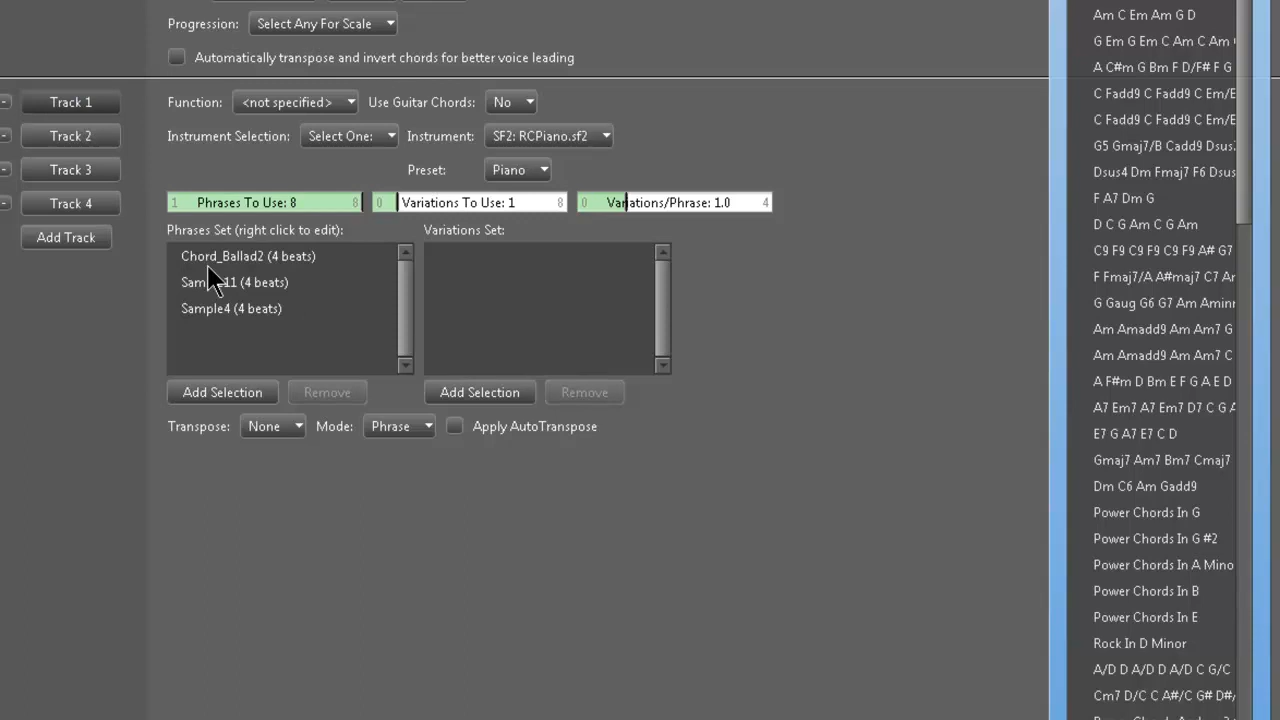 Progression: Select Any For Scale
Automatically transpose and invert chords for better voice leading
- Track 1
- Track 2
- Track 3
- Track 4
Add Track
Function: <not specified> Use Guitar Chords: No
Instrument Selection: Select One: Instrument: SF2: RCPiano.sf2
Preset: Piano
1 Phrases To Use: 8 8
0 Variations To Use: 1 8
0 Variations/Phrase: 1.0 4
Phrases Set (right click to edit): Variations Set:
Chord_Ballad2 (4 beats)
(4 beats)
Sample4 (4 beats)
Add Selection Remove Add Selection Remove
Transpose: None Mode: Phrase Apply AutoTranspose
Am C Em Am G D
G Em G Em C Am C Am
A C#m G Bm F D/F# F G
C Fadd9 C Fadd9 C Em/
C Fadd9 C Fadd9 C Em/
G5 Gmaj7/B Cadd9 Dsus
Dsus4 Dm Fmaj7 F6 Dsus
F A7 Dm G
D C G Am C G Am
C9 F9 C9 F9 C9 F9 A# G7
F Fmaj7/A A#maj7 C7 A
G Gaug G6 G7 Am Amin
Am Amadd9 Am Am7 G
Am Amadd9 Am Am7 C
A F#m D Bm E F G A E D
A7 Em7 A7 Em7 D7 C G
E7 G A7 E7 C D
Gmaj7 Am7 Bm7 Cmaj7
Dm C6 Am Gadd9
Power Chords In G
Power Chords In G #2
Power Chords In A Mino
Power Chords In B
Power Chords In E
Rock In D Minor
A/D D A/D D A/D C G/C
Cm7 D/C C A#/C G# D#/